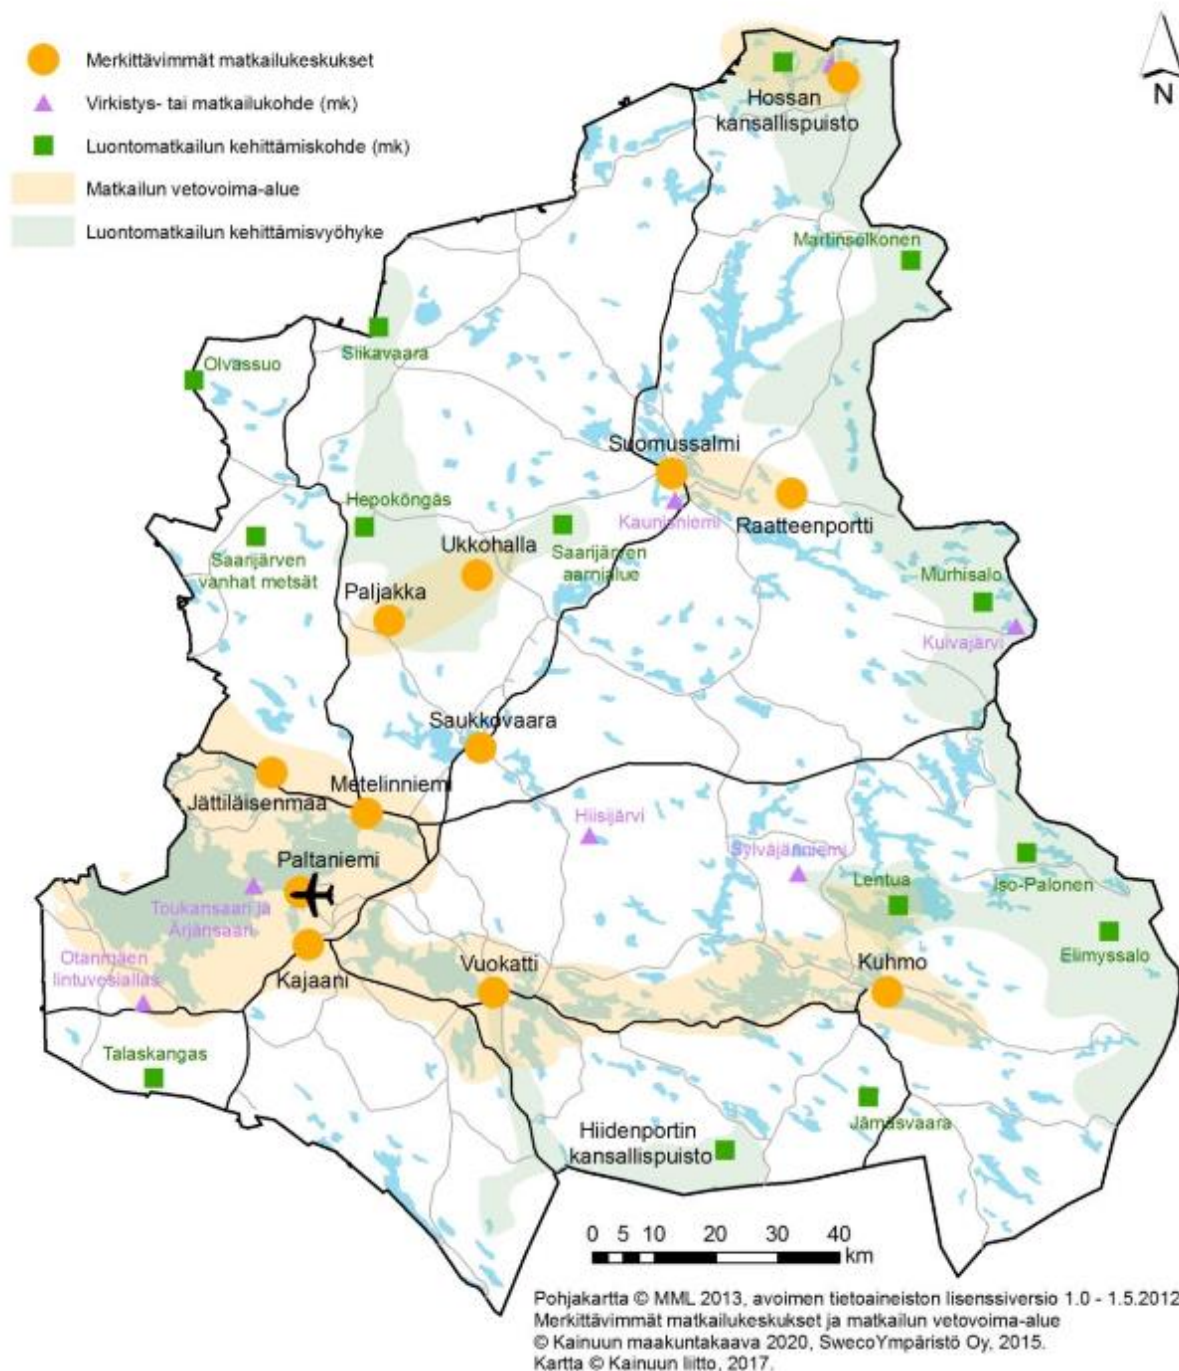 Merkittävimmät matkailukeskukset
Virkistys- tai matkailukohde (mk)
Luontomatkailun kehittämiskohde (mk)
Matkailun vetovoima-alue
Luontomatkailun kehittämisvyöhyke
N
Hossan
kansallispuisto
Martinselkonen
Siikavaara
Olvassuo
Suomussalmi
Hepoköngäs
Kaunisniemi
Raatteenportti
Saarijärven
vanhat metsät
Ukkohalla
Saarijärven
aarnialue
Paljakka
Murhisalo
Kuivajärvi
Saukkovaara
Jättiläisenmaa
Metelinniemi
Hiisijärvi
Sylväjänniemi
Paltaniemi
Lentua
Iso-Palonen
Toukansaari ja
Ärjänsaari
Otanmäen
lintuvesiallas
Kajaani
Vuokatti
Kuhmo
Elimyssalo
Talaskangas
Jämäsvaara
Hiidenportin
kansallispuisto
0 5 10 20 30 40
km
Pohjakartta © MML 2013, avoimen tietoaineiston lisenssiversio 1.0 - 1.5.2012
Merkittävimmät matkailukeskukset ja matkailun vetovoima-alue
© Kainuun maakuntakaava 2020, SwecoYmpäristö Oy, 2015.
Kartta © Kainuun liitto, 2017.